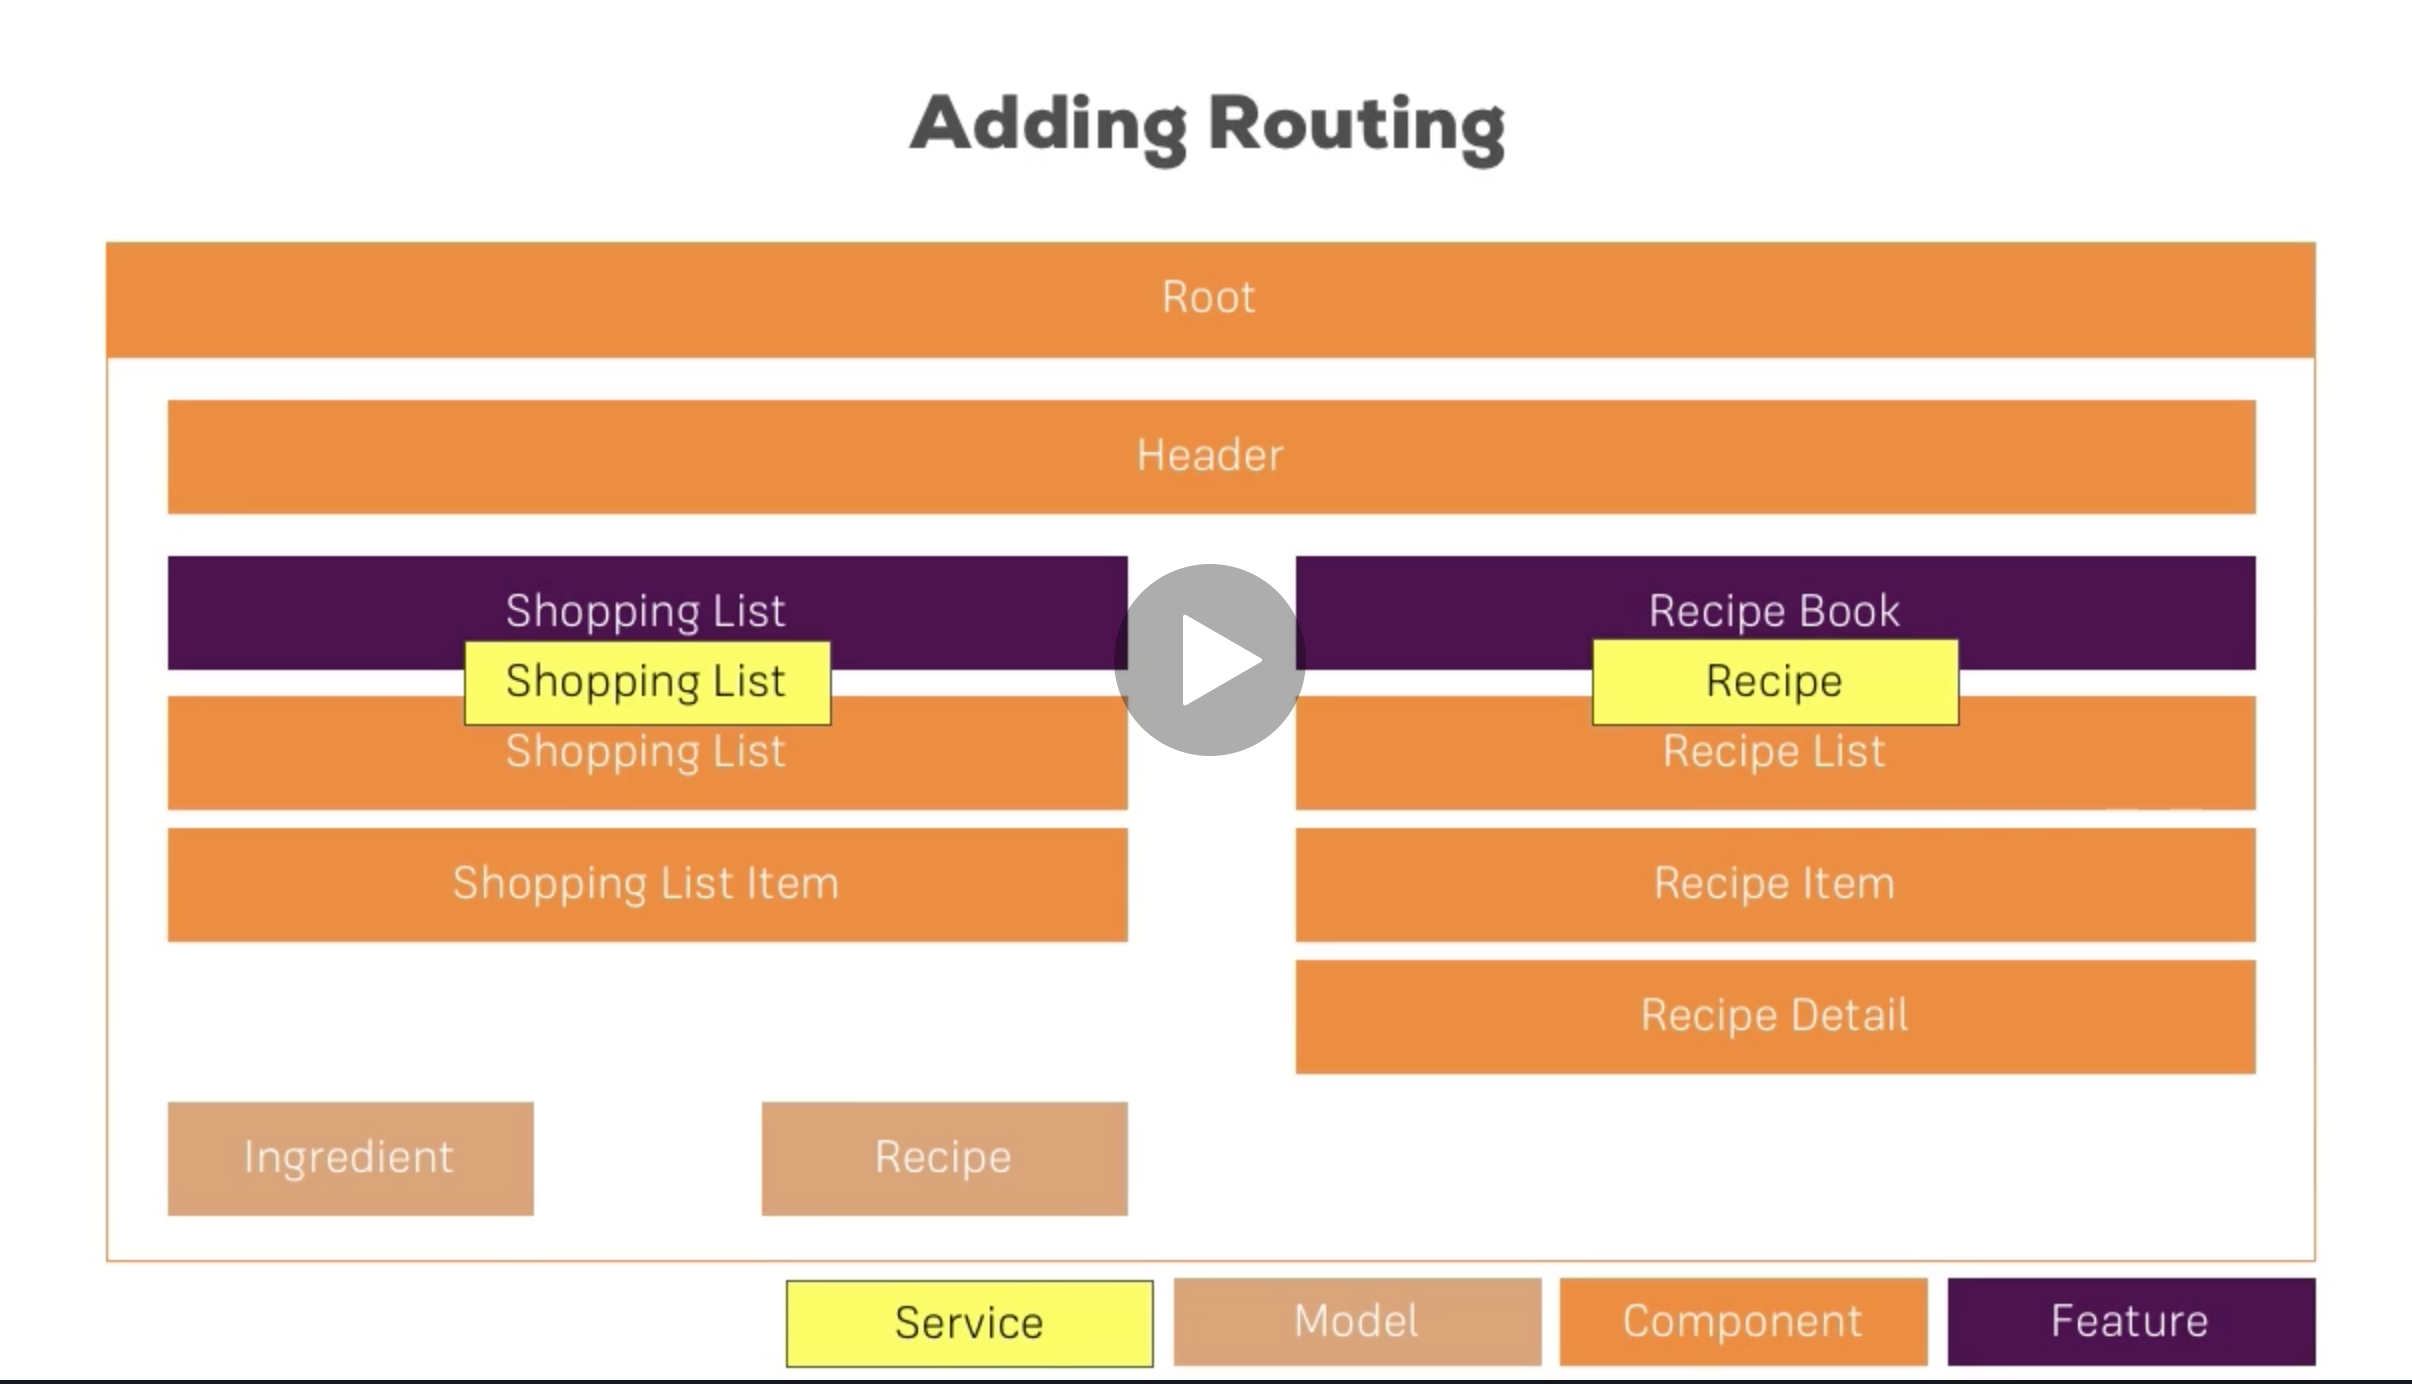 Adding Routing
Root
Header
Shopping List
Recipe Book
Shopping List
Recipe
Shopping List
Recipe List
Shopping List Item
Recipe Item
Recipe Detail
Ingredient
Recipe
Service
Model
Component
Feature